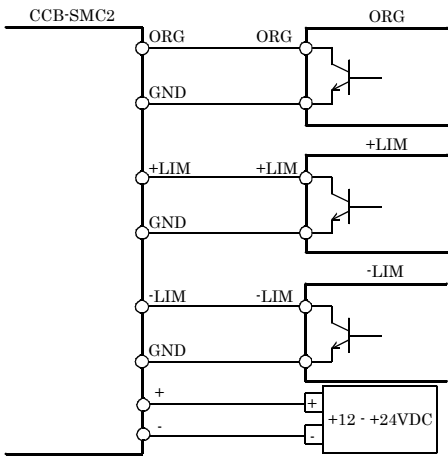 CCB-SMC2
ORG
ORG
ORG
GND
+LIM
+LIM
+LIM
GND
-LIM
-LIM
-LIM
GND
+
+
+12 - +24VDC
-
-